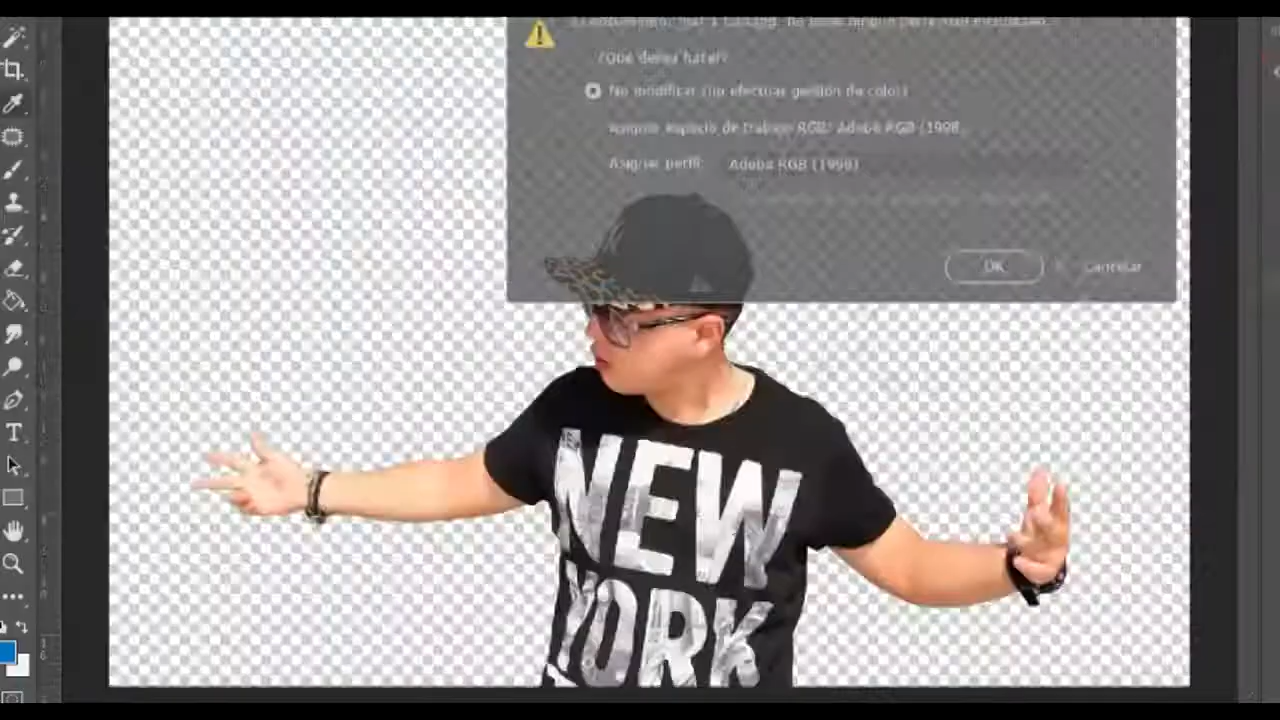 ¿Qué desea hacer?
No modificar (no efectuar gestión de color)
Asignar espacio de trabajo RGB: Adobe RGB (1998
Asignar perfil: Adobe RGB (1998)
OK Cancelar
NEW
YORK
T